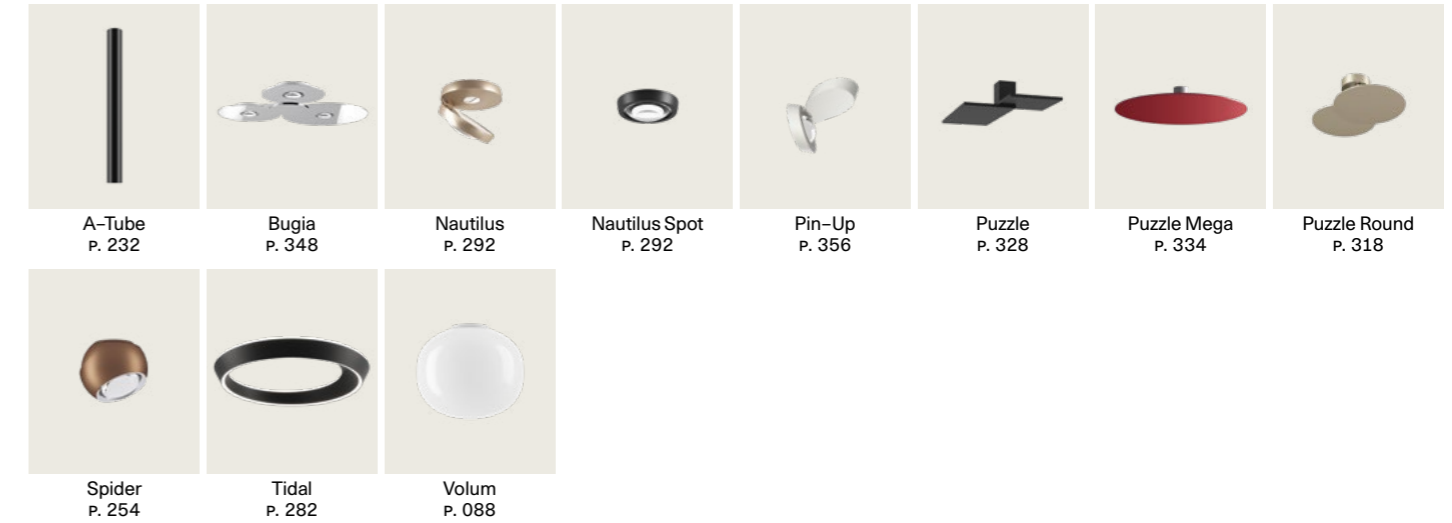 A–Tube
P. 232
Bugia
P. 348
Nautilus
P. 292
Nautilus Spot
P. 292
Pin–Up
P. 356
Puzzle
P. 328
Puzzle Mega
P. 334
Puzzle Round
P. 318
Spider
P. 254
Tidal
P. 282
Volum
P. 088